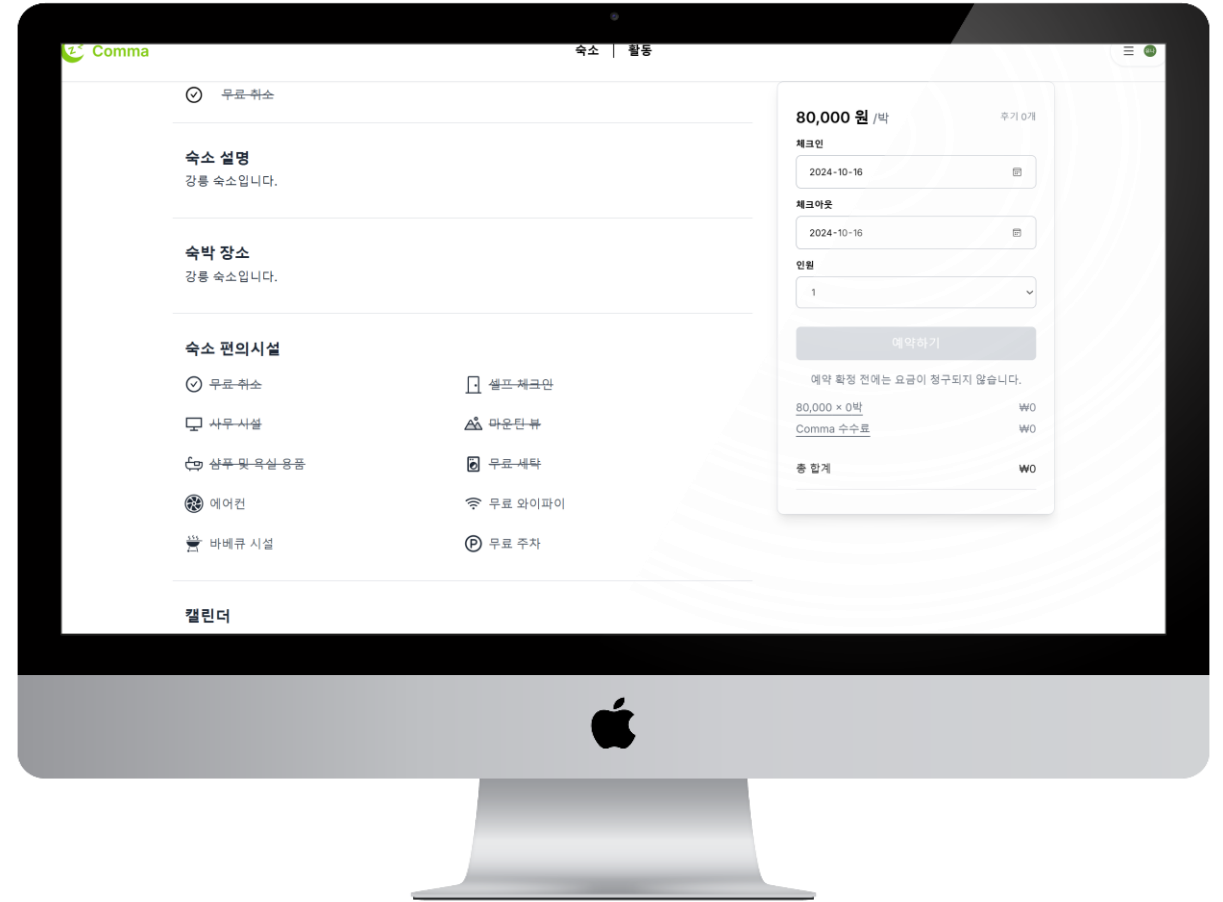 Comma
숙소 | 활동
무료 취소
숙소 설명
강릉 숙소입니다.
숙박 장소
강릉 숙소입니다.
숙소 편의시설
무료 취소
셀프 체크인
사무 시설
마운틴 뷰
샴푸 및 욕실 용품
무료 세탁
에어컨
무료 와이파이
바베큐 시설
무료 주차
캘린더
80,000 원 /박
후기 0개
체크인
2024-10-16
체크아웃
2024-10-16
인원
1
예약하기
예약 확정 전에는 요금이 청구되지 않습니다.
80,000 × 0박
₩0
Comma 수수료
₩0
총 합계
₩0